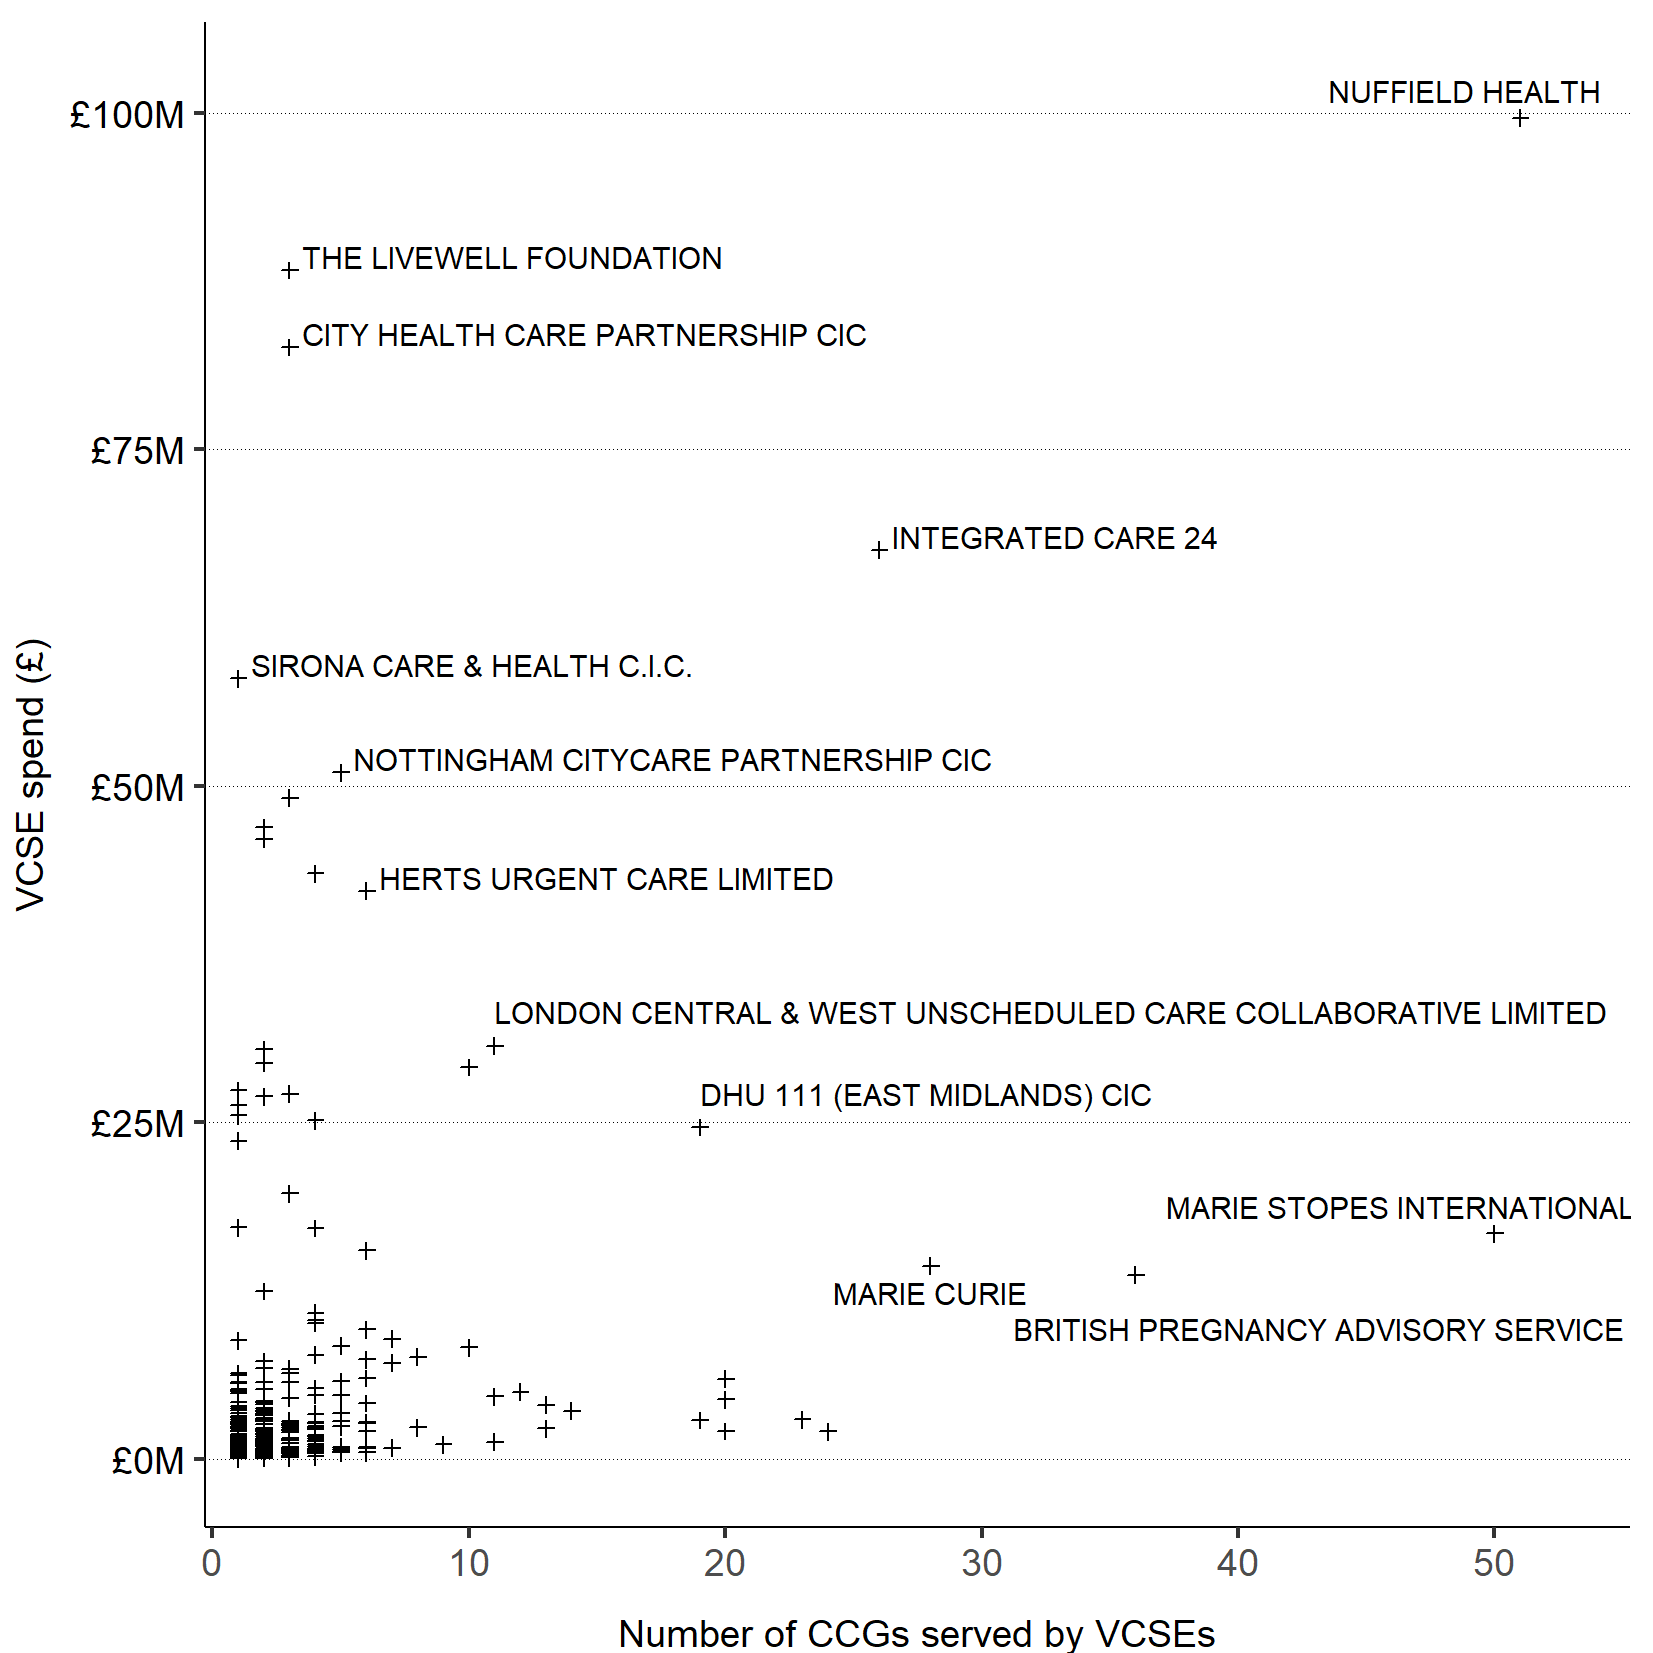 NUFFIELD HEALTH
£100M
THE LIVEWELL FOUNDATION
CITY HEALTH CARE PARTNERSHIP CIC
£75M
INTEGRATED CARE 24
SIRONA CARE & HEALTH C.I.C.
NOTTINGHAM CITYCARE PARTNERSHIP CIC
£50M
VCSE spend (£)
HERTS URGENT CARE LIMITED
LONDON CENTRAL & WEST UNSCHEDULED CARE COLLABORATIVE LIMITED
DHU 111 (EAST MIDLANDS) CIC
£25M
MARIE STOPES INTERNATIONAL
MARIE CURIE
BRITISH PREGNANCY ADVISORY SERVICE
£0M
0 10 20 30 40 50
Number of CCGs served by VCSEs